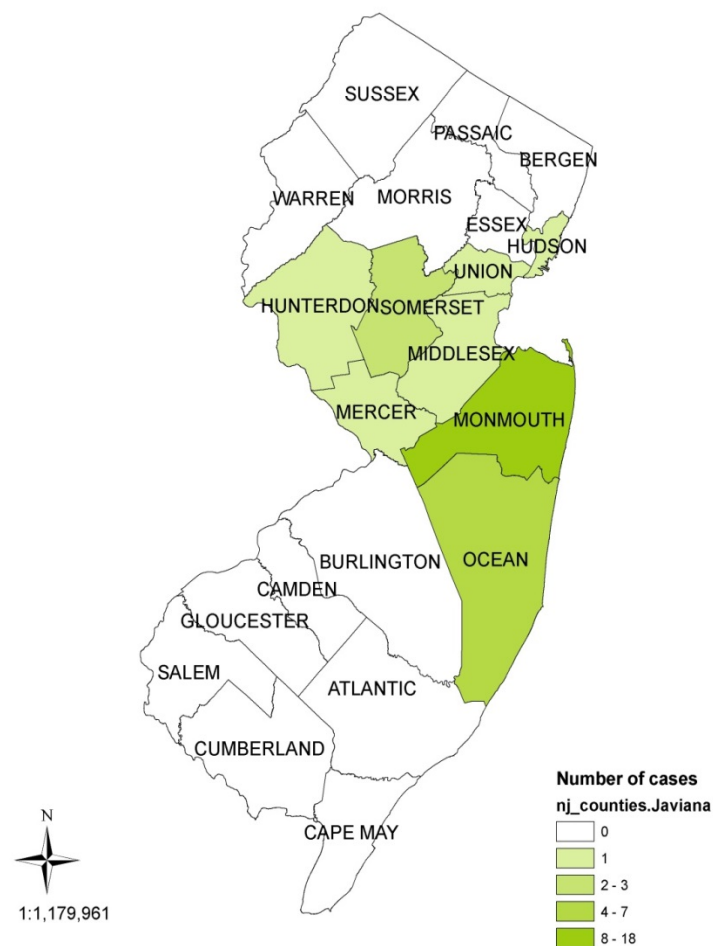 SUSSEX
PASSAIC
BERGEN
WARREN
MORRIS
ESSEX
HUDSON
UNION
HUNTERDON
SOMERSET
MIDDLESEX
MERCER
MONMOUTH
BURLINGTON
OCEAN
CAMDEN
GLOUCESTER
SALEM
ATLANTIC
CUMBERLAND
CAPE MAY
N
1:1,179,961
Number of cases
nj_counties.Javiana
0
1
2 - 3
4 - 7
8 - 18